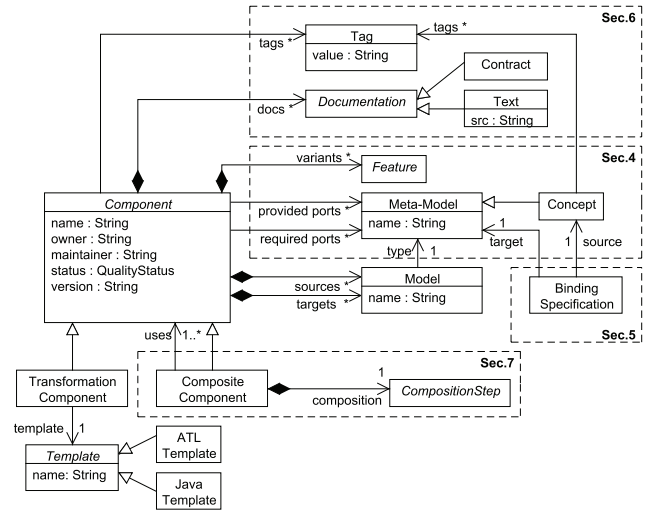 Sec.6
Tag
value : String
tags *
tags *
Contract
Documentation
docs *
Text
src : String
variants *
Feature
Sec.4
Component
name : String
owner : String
maintainer : String
status : QualityStatus
version : String
provided ports *
required ports *
Meta-Model
name : String
Concept
1
target
type
1
1
source
sources *
targets *
Model
name : String
Binding
Specification
Sec.5
uses
1..*
Sec.7
Transformation
Component
Composite
Component
1
composition
CompositionStep
template
1
Template
name: String
ATL
Template
Java
Template